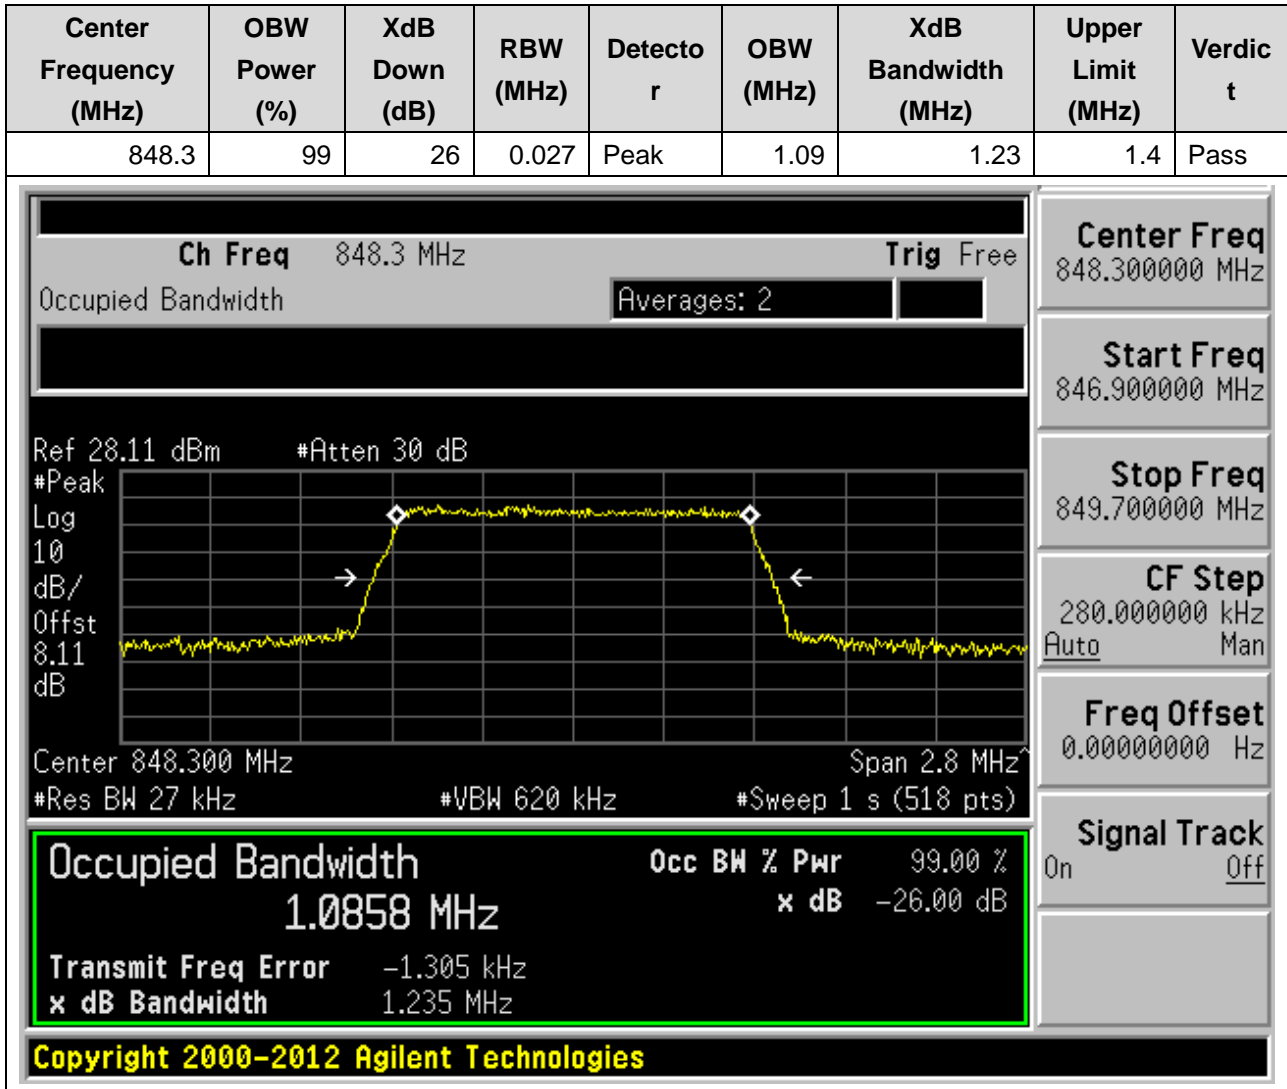 Center Frequency (MHz) OBW Power (%) XdB Down (dB) RBW (MHz) Detecto r OBW (MHz) XdB Bandwidth (MHz) Upper Limit (MHz) Verdic t
848.3 99 26 0.027 Peak 1.09 1.23 1.4 Pass
Ch Freq 848.3 MHz Trig Free
Occupied Bandwidth Averages: 2
Ref 28.11 dBm #Atten 30 dB
#Peak
Log
10
dB/
Offst
8.11
dB
Center 848.300 MHz Span 2.8 MHz^
#Res BW 27 kHz #VBW 620 kHz #Sweep 1 s (518 pts)
Occupied Bandwidth Occ BW % Pwr 99.00 %
1.0858 MHz x dB -26.00 dB
Transmit Freq Error -1.305 kHz
x dB Bandwidth 1.235 MHz
Copyright 2000-2012 Agilent Technologies
Center Freq
848.300000 MHz
Start Freq
846.900000 MHz
Stop Freq
849.700000 MHz
CF Step
280.000000 kHz
Auto Man
Freq Offset
0.00000000 Hz
Signal Track
On Off